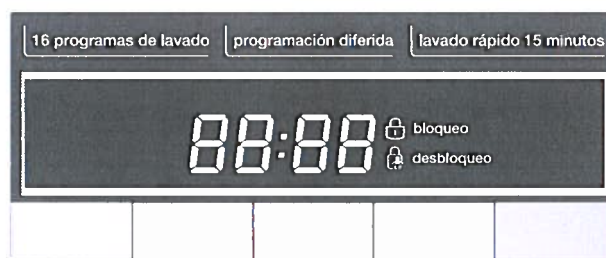 16 programas de lavado programación diferida lavado rápido 15 minutos
88:88
bloqueo
desbloqueo